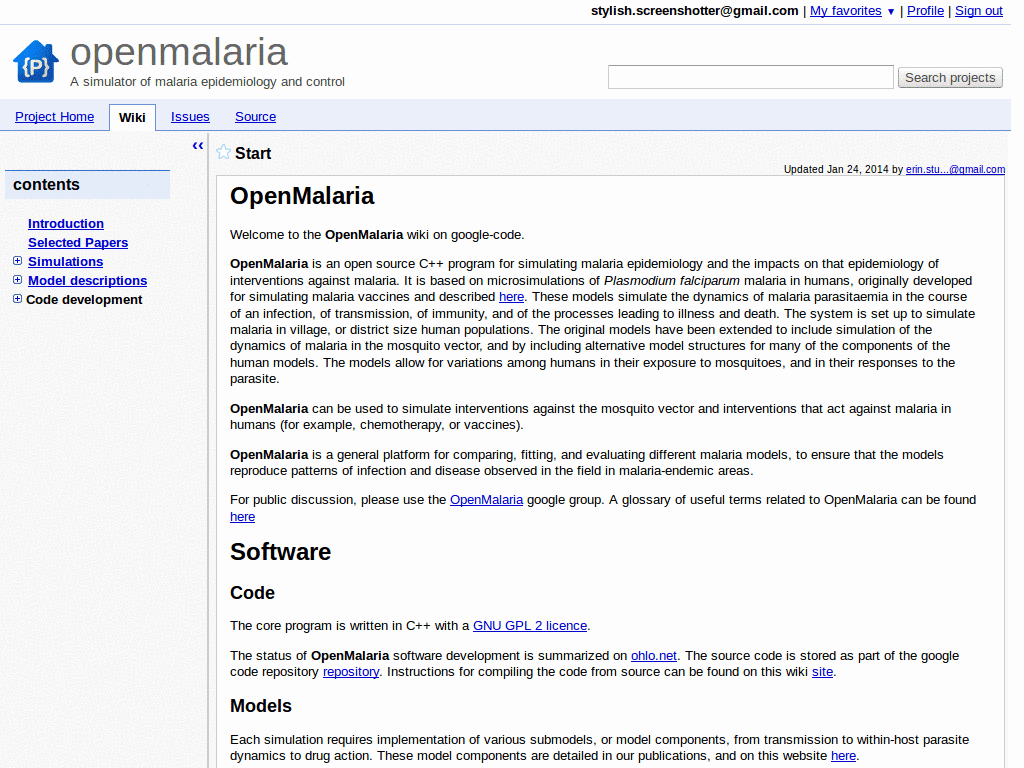 stylish.screenshotter@gmail.com | My favorites ▼ | Profile | Sign out
{P}
openmalaria
A simulator of malaria epidemiology and control
Search projects
Project Home Wiki Issues Source
‹‹
contents
Introduction
Selected Papers
Simulations
Model descriptions
Code development
Start
Updated Jan 24, 2014 by erin.stu...@gmail.com
OpenMalaria
Welcome to the OpenMalaria wiki on google-code.
OpenMalaria is an open source C++ program for simulating malaria epidemiology and the impacts on that epidemiology of
interventions against malaria. It is based on microsimulations of Plasmodium falciparum malaria in humans, originally developed
for simulating malaria vaccines and described here. These models simulate the dynamics of malaria parasitaemia in the course
of an infection, of transmission, of immunity, and of the processes leading to illness and death. The system is set up to simulate
malaria in village, or district size human populations. The original models have been extended to include simulation of the
dynamics of malaria in the mosquito vector, and by including alternative model structures for many of the components of the
human models. The models allow for variations among humans in their exposure to mosquitoes, and in their responses to the
parasite.
OpenMalaria can be used to simulate interventions against the mosquito vector and interventions that act against malaria in
humans (for example, chemotherapy, or vaccines).
OpenMalaria is a general platform for comparing, fitting, and evaluating different malaria models, to ensure that the models
reproduce patterns of infection and disease observed in the field in malaria-endemic areas.
For public discussion, please use the OpenMalaria google group. A glossary of useful terms related to OpenMalaria can be found
here
Software
Code
The core program is written in C++ with a GNU GPL 2 licence.
The status of OpenMalaria software development is summarized on ohlo.net. The source code is stored as part of the google
code repository repository. Instructions for compiling the code from source can be found on this wiki site.
Models
Each simulation requires implementation of various submodels, or model components, from transmission to within-host parasite
dynamics to drug action. These model components are detailed in our publications, and on this website here.